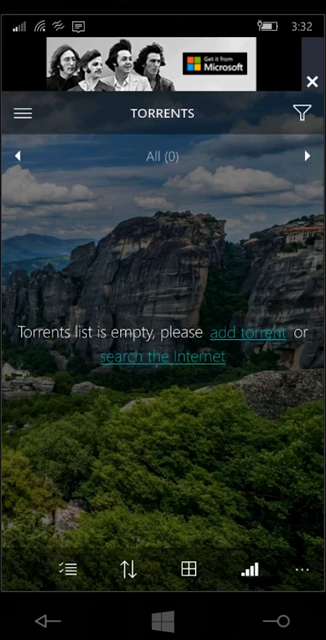 3:32
Get it from
Microsoft
TORRENTS
All (0)
Torrents list is empty, please add torrent or
search the Internet